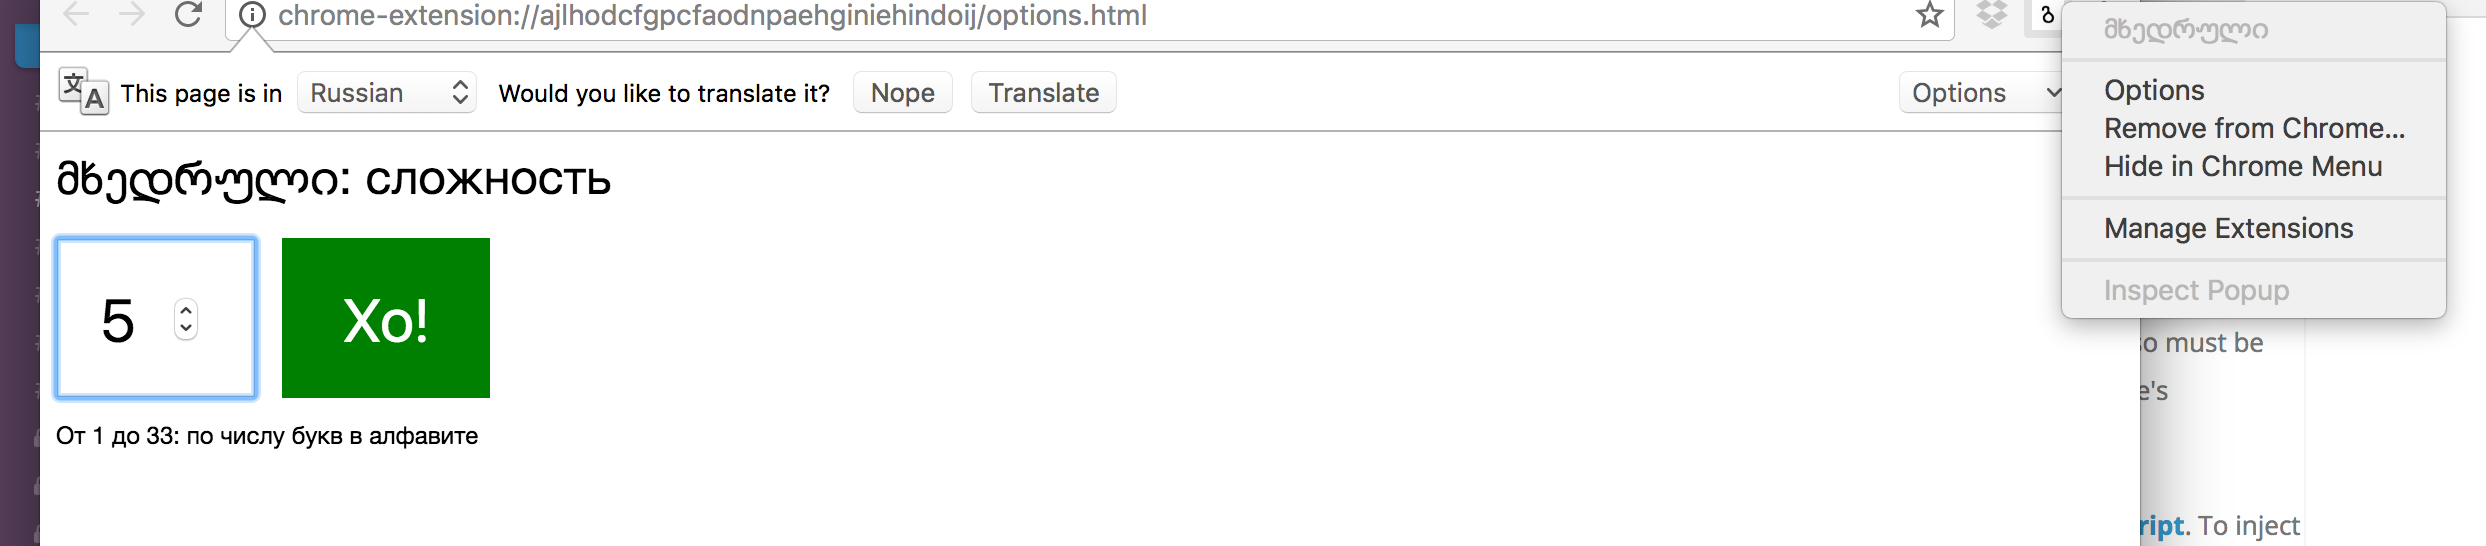 chrome-extension://ajlhodcfgpcfaodnpaehginiehindoij/options.html
მხედრული
This page is in Russian Would you like to translate it? Nope Translate Options
Options
Remove from Chrome...
Hide in Chrome Menu
Manage Extensions
Inspect Popup
მხედრული: сложность
5 Хо!
От 1 до 33: по числу букв в алфавите
so must be
e's
ript. To inject